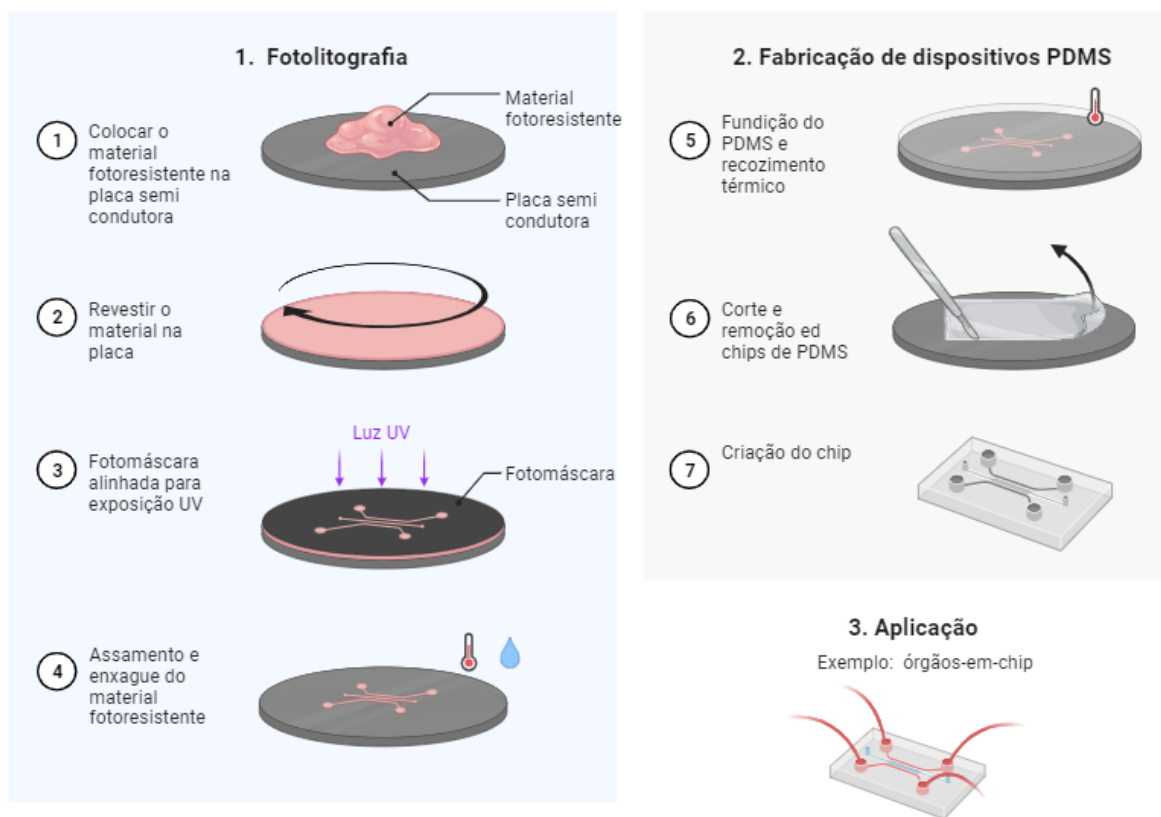 1. Fotolitografia
1
Colocar o
material
fotoresistente na
placa semi
condutora
Material
fotoresistente
Placa semi
condutora
2
Revestir o
material na
placa
Luz UV
3
Fotomáscara
alinhada para
exposição UV
Fotomáscara
4
Assamento e
enxague do
material
fotoresistente
2. Fabricação de dispositivos PDMS
5
Fundição do
PDMS e
recozimento
térmico
6
Corte e
remoção ed
chips de PDMS
7
Criação do chip
3. Aplicação
Exemplo: órgãos-em-chip